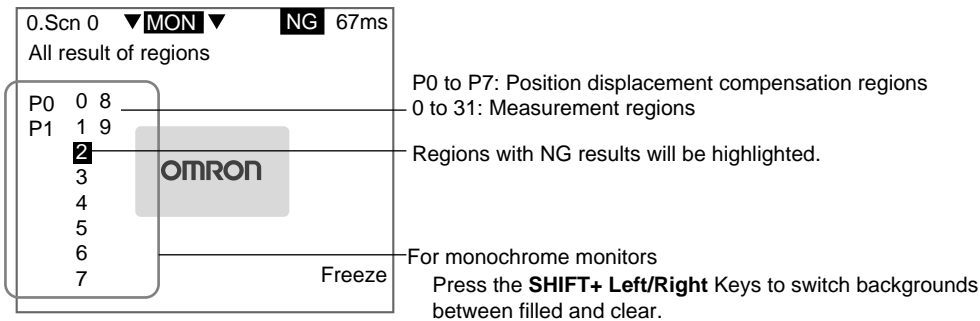 0.Scn 0 ▼MON ▼ NG 67ms
All result of regions
P0 0 8
P1 1 9
2
3
4
5
6
7
OMRON
Freeze
P0 to P7: Position displacement compensation regions
0 to 31: Measurement regions
Regions with NG results will be highlighted.
For monochrome monitors
Press the SHIFT+ Left/Right Keys to switch backgrounds
between filled and clear.